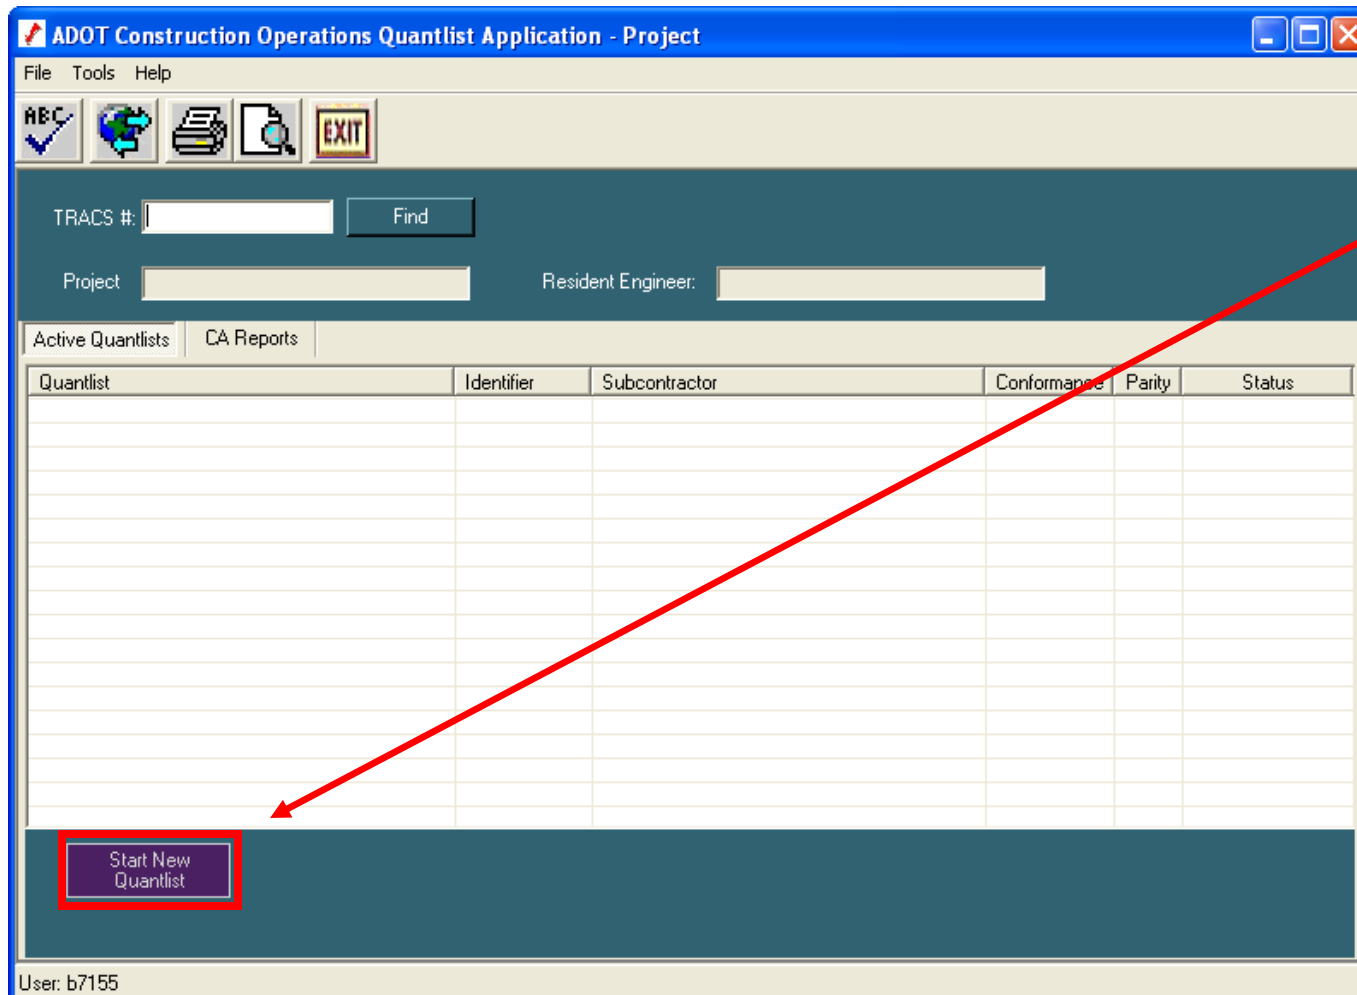 ADOT Construction Operations Quantlist Application - Project
File Tools Help
ABC
EXIT
TRACS #:
Find
Project
Resident Engineer:
Active Quantlists
CA Reports
Quantlist Identifier Subcontractor Conformance Parity Status
Start New
Quantlist
User: b7155